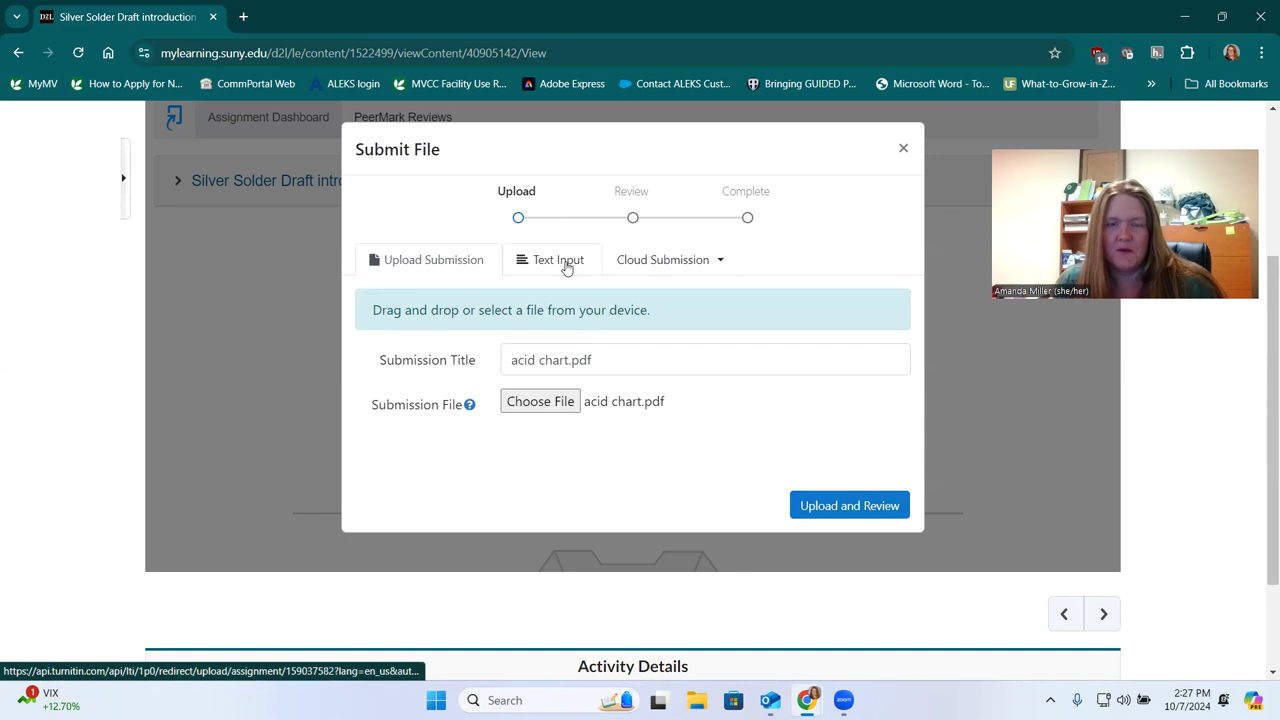 Silver Solder Draft introduction
mylearning.suny.edu/d2l/le/content/1522499/viewContent/40905142/View
14
MyMV
How to Apply for N...
CommPortal Web
ALEKS login
MVCC Facility Use R...
Adobe Express
Contact ALEKS Cust...
Bringing GUIDED P...
Microsoft Word - To...
What-to-Grow-in-Z...
All Bookmarks
Assignment Dashboard
PeerMark Reviews
Submit File
Silver Solder Draft intro
Upload
Review
Complete
Upload Submission
Text Input
Cloud Submission
Amanda Miller (she/her)
Drag and drop or select a file from your device.
Submission Title
acid chart.pdf
Submission File
Choose File
acid chart.pdf
Upload and Review
Activity Details
https://api.turnitin.com/api/lti/1p0/redirect/upload/assignment/159037582?lang=en_us&aut...
1
VIX
+12.70%
Search
2:27 PM
10/7/2024